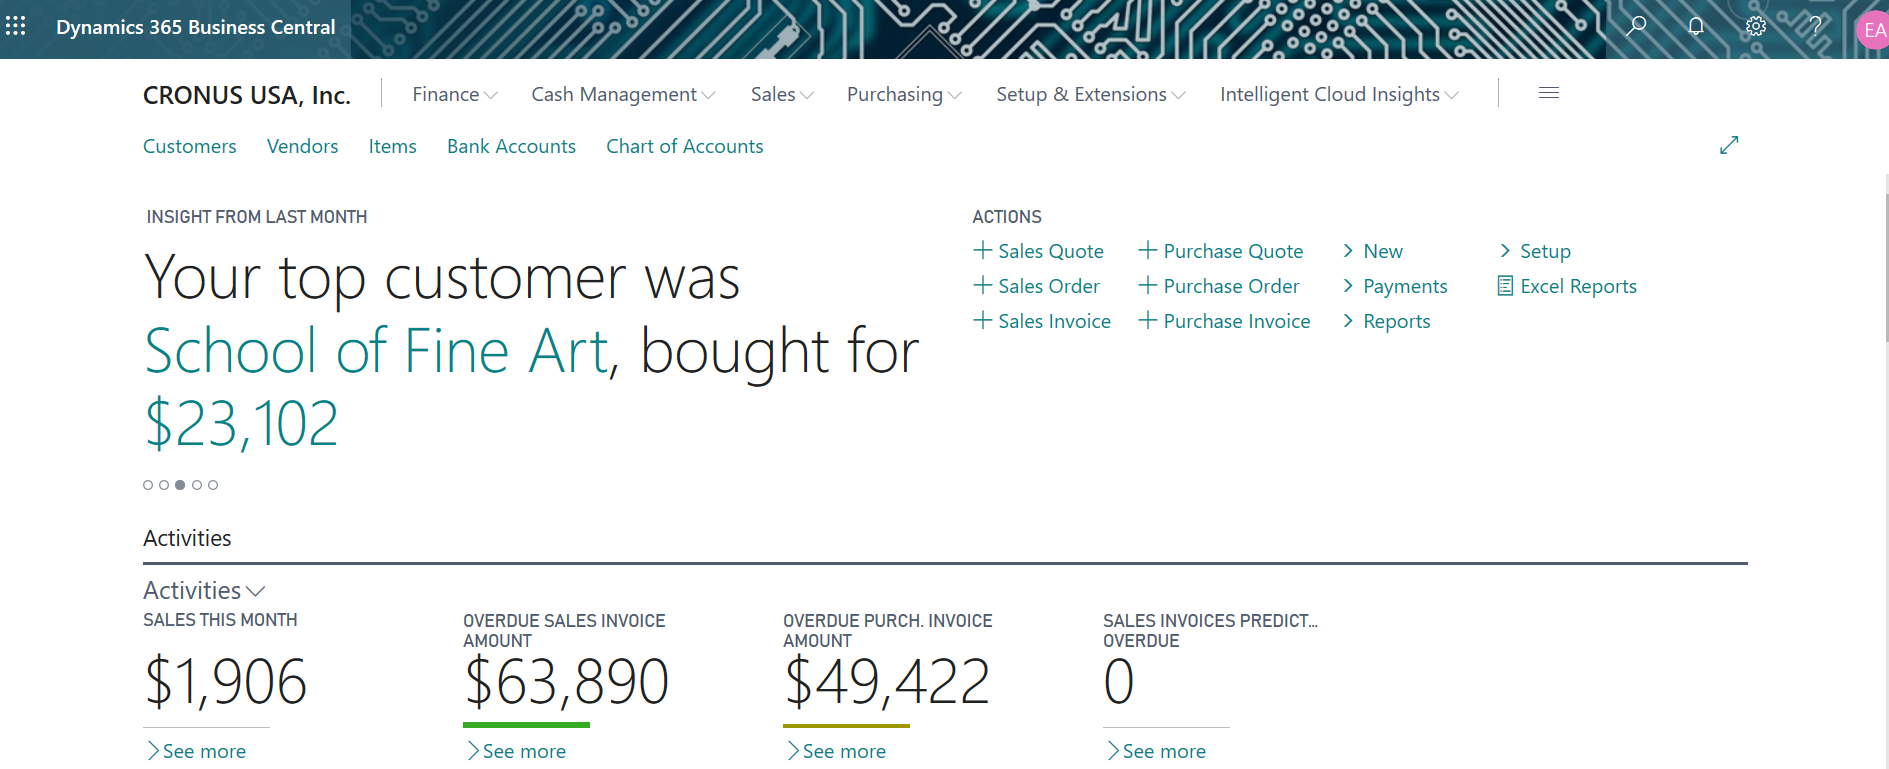 Dynamics 365 Business Central
?
EA
CRONUS USA, Inc.
Finance
Cash Management
Sales
Purchasing
Setup & Extensions
Intelligent Cloud Insights
Customers
Vendors
Items
Bank Accounts
Chart of Accounts
INSIGHT FROM LAST MONTH
Your top customer was
School of Fine Art, bought for
$23,102
ACTIONS
+ Sales Quote
+ Purchase Quote
> New
> Setup
+ Sales Order
+ Purchase Order
> Payments
Excel Reports
+ Sales Invoice
+ Purchase Invoice
> Reports
Activities
Activities
SALES THIS MONTH
$1,906
>See more
OVERDUE SALES INVOICE
AMOUNT
$63,890
>See more
OVERDUE PURCH. INVOICE
AMOUNT
$49,422
>See more
SALES INVOICES PREDICT...
OVERDUE
0
>See more